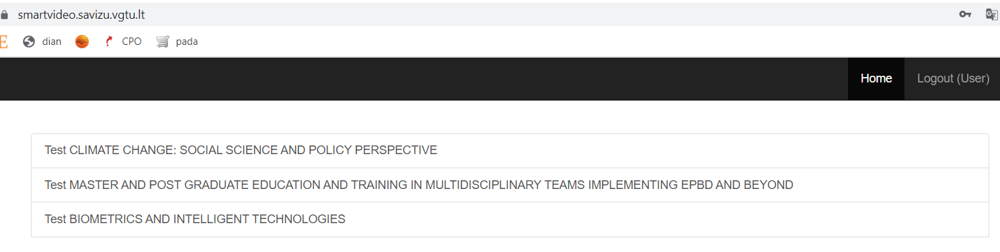 smartvideo.savizu.vgtu.lt
E dian CPO pada
Home Logout (User)
Test CLIMATE CHANGE: SOCIAL SCIENCE AND POLICY PERSPECTIVE
Test MASTER AND POST GRADUATE EDUCATION AND TRAINING IN MULTIDISCIPLINARY TEAMS IMPLEMENTING EPBD AND BEYOND
Test BIOMETRICS AND INTELLIGENT TECHNOLOGIES